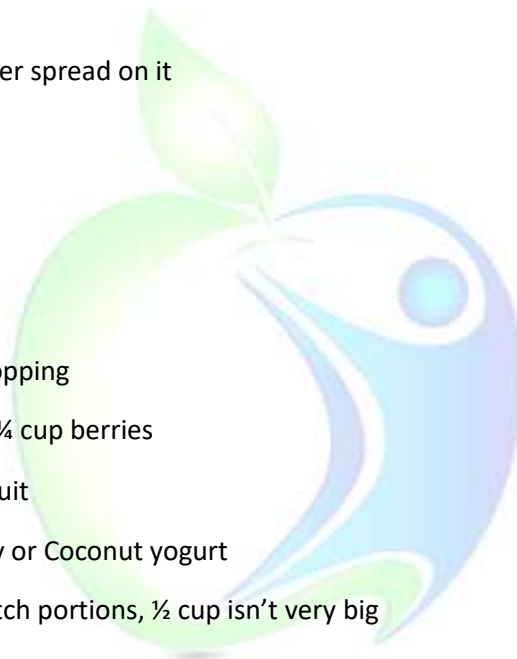 er spread on it
opping
¾ cup berries
uit
y or Coconut yogurt
tch portions, ½ cup isn’t very big